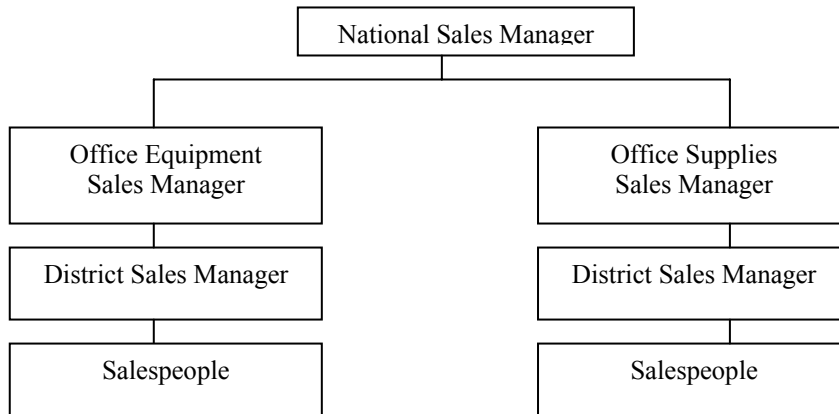 National Sales Manager
Office Equipment
Sales Manager
Office Supplies
Sales Manager
District Sales Manager
District Sales Manager
Salespeople
Salespeople